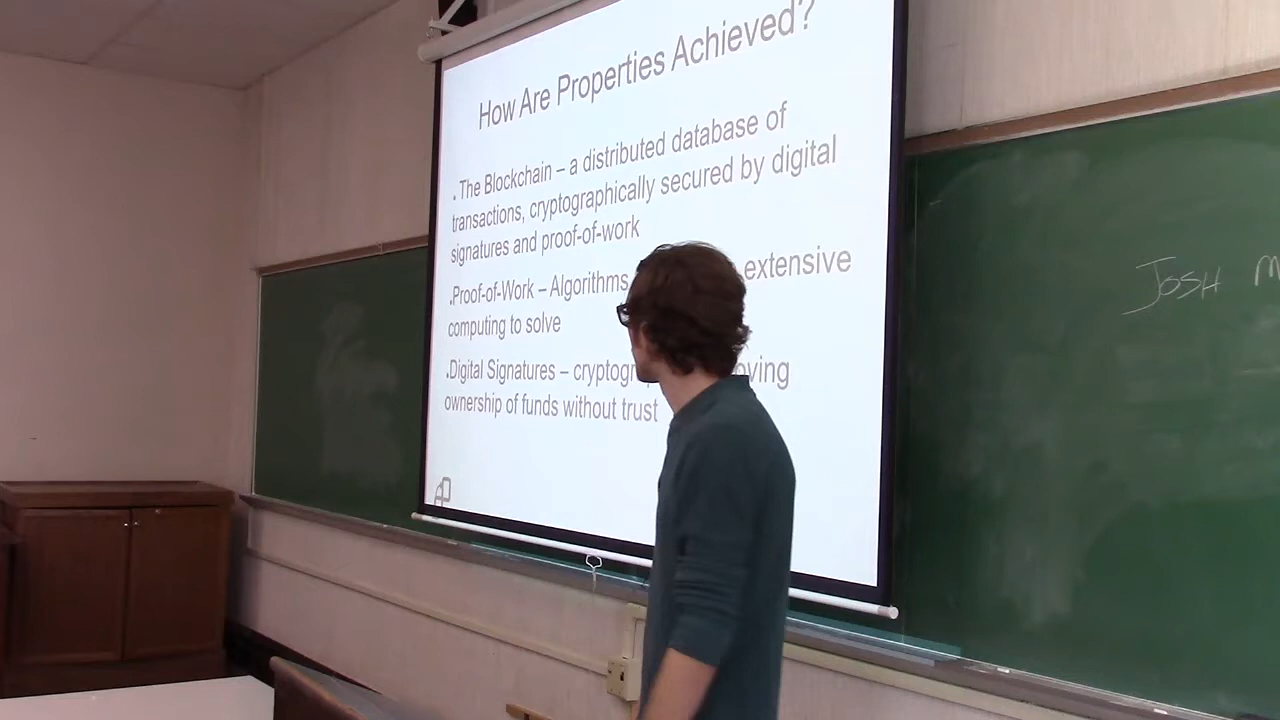 How Are Properties Achieved?
. The Blockchain – a distributed database of
transactions, cryptographically secured by digital
signatures and proof-of-work
.Proof-of-Work – Algorithms extensive
computing to solve
.Digital Signatures –
ownership of funds without trust
JOSH